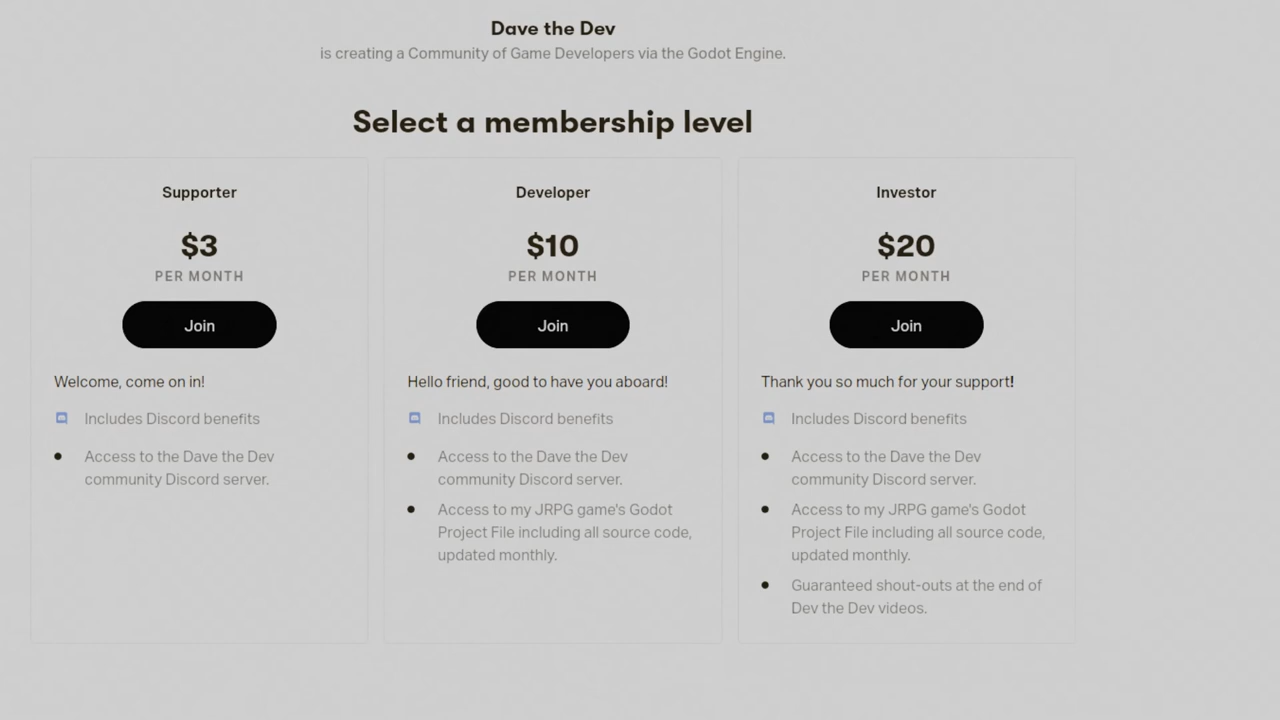 Dave the Dev
is creating a Community of Game Developers via the Godot Engine.
Select a membership level
Supporter
$3
PER MONTH
Join
Welcome, come on in!
Includes Discord benefits
Access to the Dave the Dev
community Discord server.
Developer
$10
PER MONTH
Join
Hello friend, good to have you aboard!
Includes Discord benefits
Access to the Dave the Dev
community Discord server.
Access to my JRPG game's Godot
Project File including all source code,
updated monthly.
Investor
$20
PER MONTH
Join
Thank you so much for your support!
Includes Discord benefits
Access to the Dave the Dev
community Discord server.
Access to my JRPG game's Godot
Project File including all source code,
updated monthly.
Guaranteed shout-outs at the end of
Dev the Dev videos.